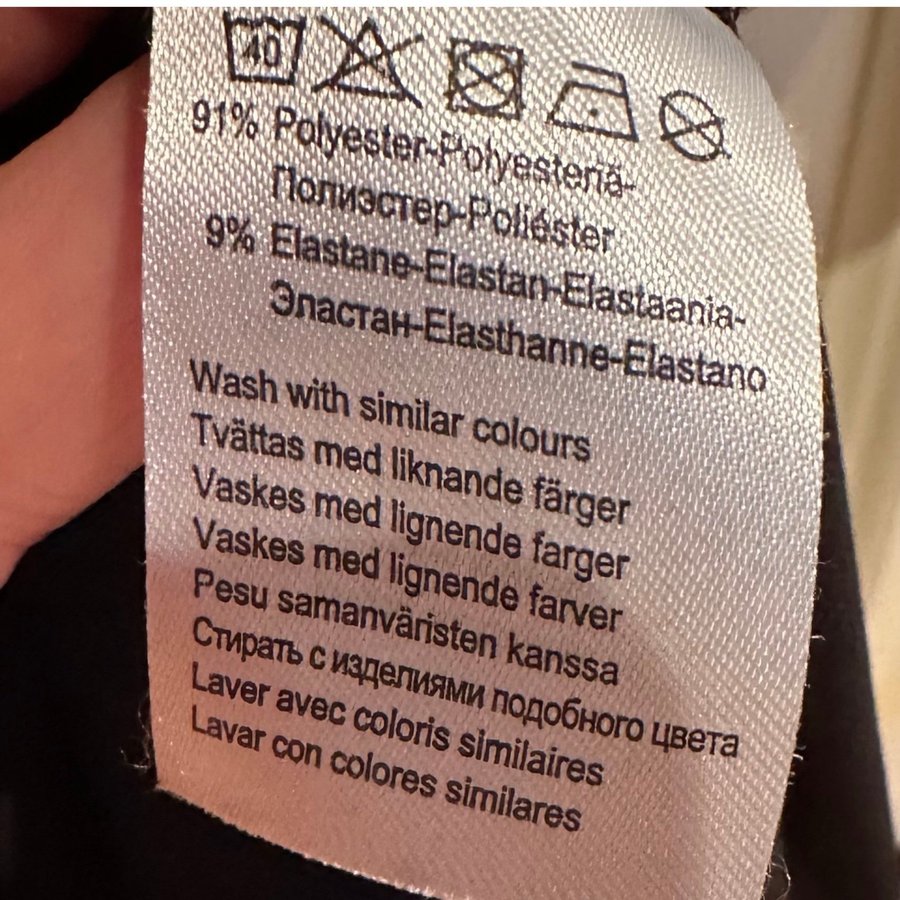 40
91% Polyester-Polyesteriä-
Полиэстер-Poliéster
9% Elastane-Elastan-Elastaania-
Эластан-Elasthanne-Elastano
Wash with similar colours
Tvättas med liknande färger
Vaskes med lignende farger
Vaskes med lignende farver
Pesu samanväristen kanssa
Стирать с изделиями подобного цвета
Laver avec coloris similaires
Lavar con colores similares